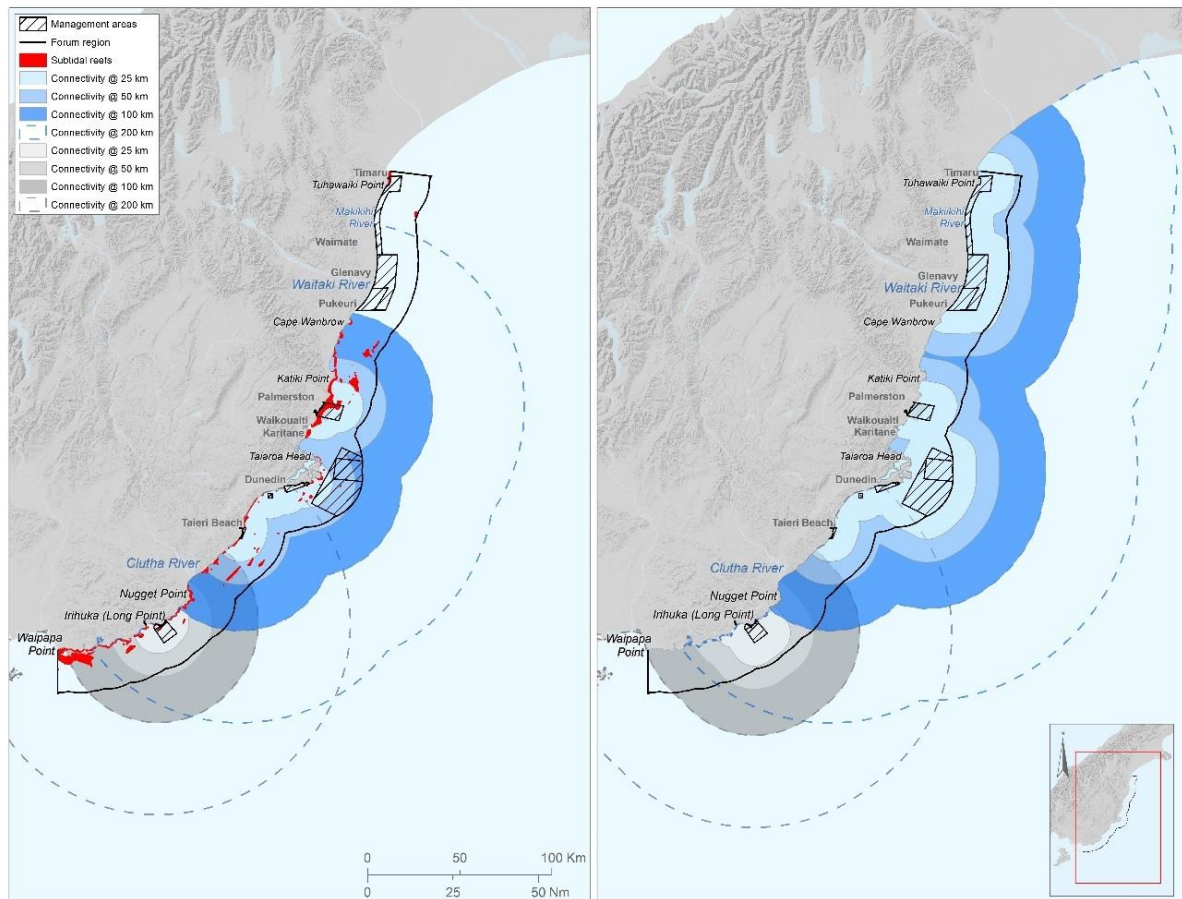 Management areas
Forum region
Subtidal reefs
Connectivity @ 25 km
Connectivity @ 50 km
Connectivity @ 100 km
Connectivity @ 200 km
Connectivity @ 25 km
Connectivity @ 50 km
Connectivity @ 100 km
Connectivity @ 200 km
Timaru
Tuhawaiki Point
Makikihi
River
Waimate
Glenavy
Waitaki River
Pukeuri
Cape Wanbrow
Katiki Point
Palmerston
Waikouaiti
Karitane
Taiaroa Head
Dunedin
Taieri Beach
Clutha River
Nugget Point
Irihuka (Long Point)
Waipapa
Point
0 50 100 Km
0 25 50 Nm
Timaru
Tuhawaiki Point
Makikihi
River
Waimate
Glenavy
Waitaki River
Pukeuri
Cape Wanbrow
Katiki Point
Palmerston
Waikouaiti
Karitane
Taiaroa Head
Dunedin
Taieri Beach
Clutha River
Nugget Point
Irihuka (Long Point)
Waipapa
Point